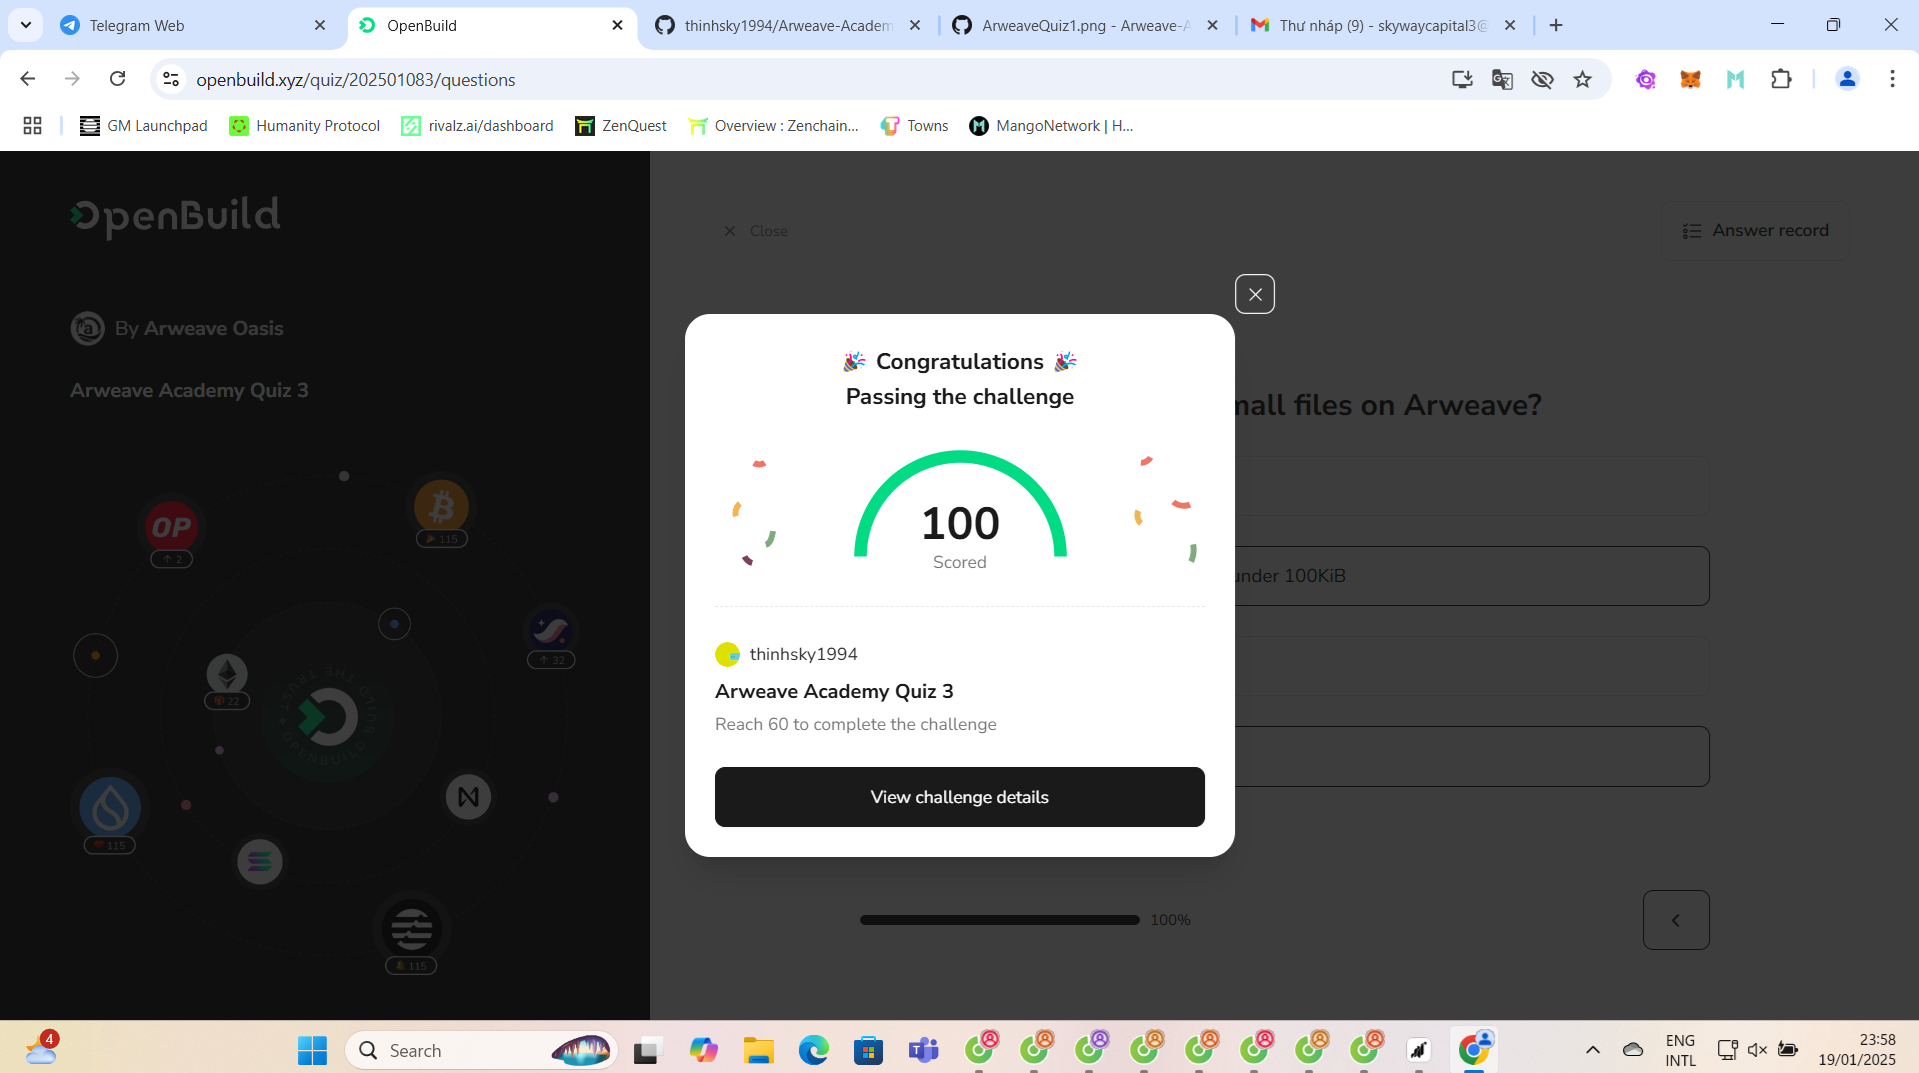 Telegram Web
OpenBuild
thinhsky1994/Arweave-Academ
ArweaveQuiz1.png - Arweave-A
Thư nháp (9) - skywaycapital3@
openbuild.xyz/quiz/202501083/questions
GM Launchpad
Humanity Protocol
rivalz.ai/dashboard
ZenQuest
Overview : Zenchain...
Towns
MangoNetwork | H...
OpenBuild
Close
Answer record
By Arweave Oasis
Arweave Academy Quiz 3
mall files on Arweave?
under 100KiB
OP
2
115
32
22
115
115
Congratulations
Passing the challenge
100
Scored
thinhsky1994
Arweave Academy Quiz 3
Reach 60 to complete the challenge
View challenge details
100%
4
Search
ENG
INTL
23:58
19/01/2025